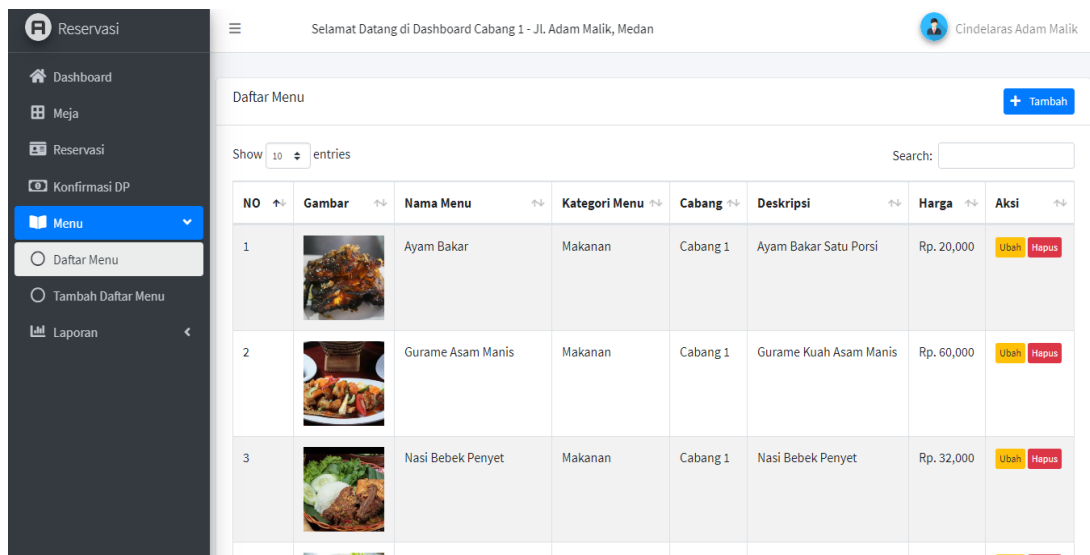 Reservasi
Selamat Datang di Dashboard Cabang 1 - Jl. Adam Malik, Medan
Cindelaras Adam Malik
Dashboard
Meja
Reservasi
Konfirmasi DP
Menu
Daftar Menu
Tambah Daftar Menu
Laporan
Daftar Menu
+ Tambah
Show 10 entries
Search:
NO Gambar Nama Menu Kategori Menu Cabang Deskripsi Harga Aksi
1 Ayam Bakar Makanan Cabang 1 Ayam Bakar Satu Porsi Rp. 20,000 Ubah Hapus
2 Gurame Asam Manis Makanan Cabang 1 Gurame Kuah Asam Manis Rp. 60,000 Ubah Hapus
3 Nasi Bebek Penyet Makanan Cabang 1 Nasi Bebek Penyet Rp. 32,000 Ubah Hapus